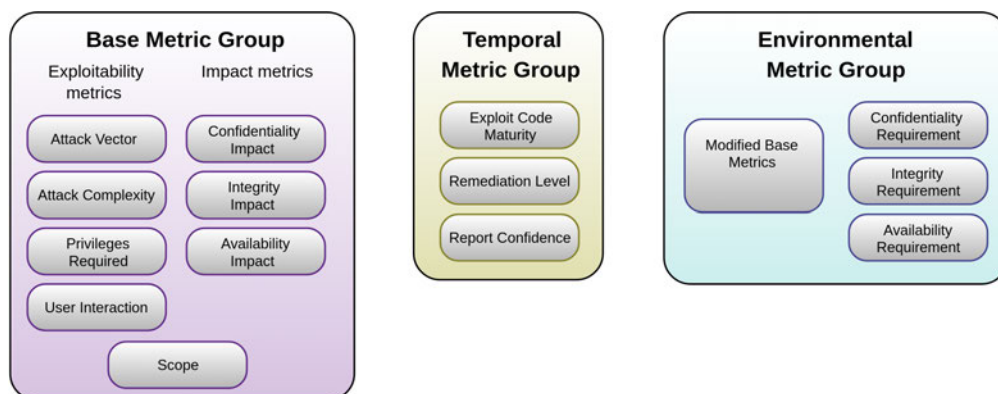 Base Metric Group
Exploitability
metrics
Impact metrics
Attack Vector
Attack Complexity
Privileges
Required
User Interaction
Confidentiality
Impact
Integrity
Impact
Availability
Impact
Scope
Temporal
Metric Group
Exploit Code
Maturity
Remediation Level
Report Confidence
Environmental
Metric Group
Modified Base
Metrics
Confidentiality
Requirement
Integrity
Requirement
Availability
Requirement